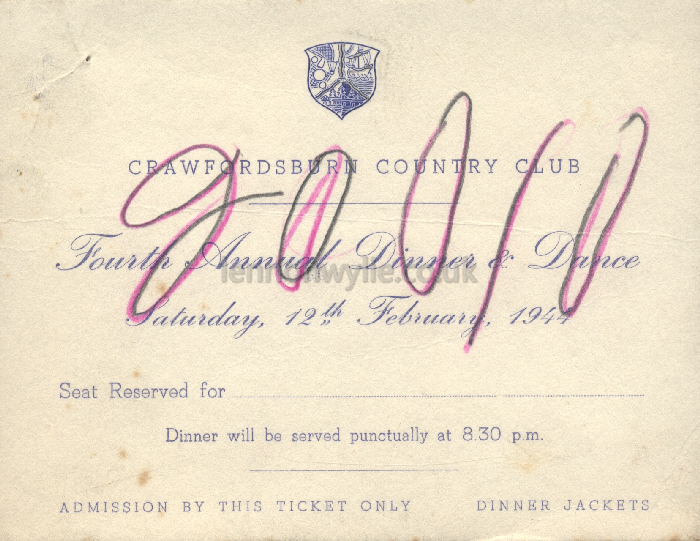 CRAWFORDSBURN COUNTRY CLUB
Fourth Annual Dinner & Dance
lennonwylie.co.uk
Saturday, 12th February, 1944
Seat Reserved for
Dinner will be served punctually at 8.30 p.m.
ADMISSION BY THIS TICKET ONLY DINNER JACKETS